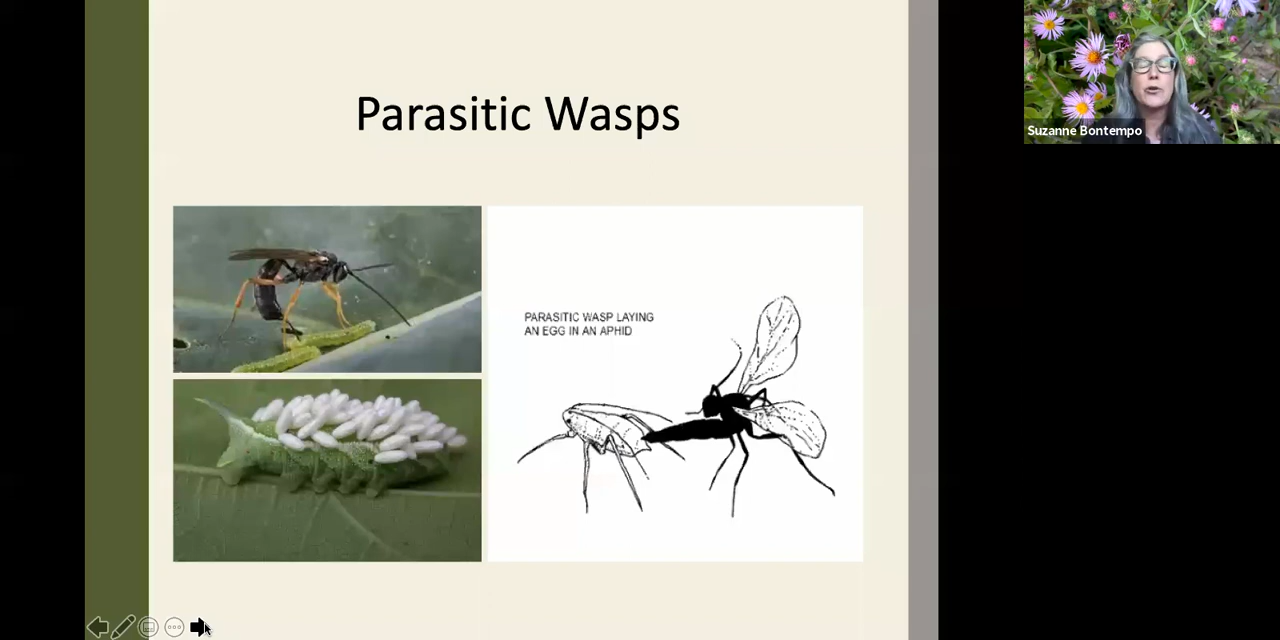 Parasitic Wasps
PARASITIC WASP LAYING
AN EGG IN AN APHID
Suzanne Bontempo